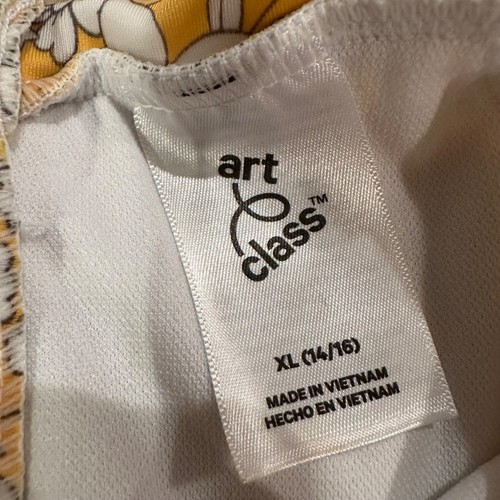 art
class™
XL (14/16)
MADE IN VIETNAM
HECHO EN VIETNAM